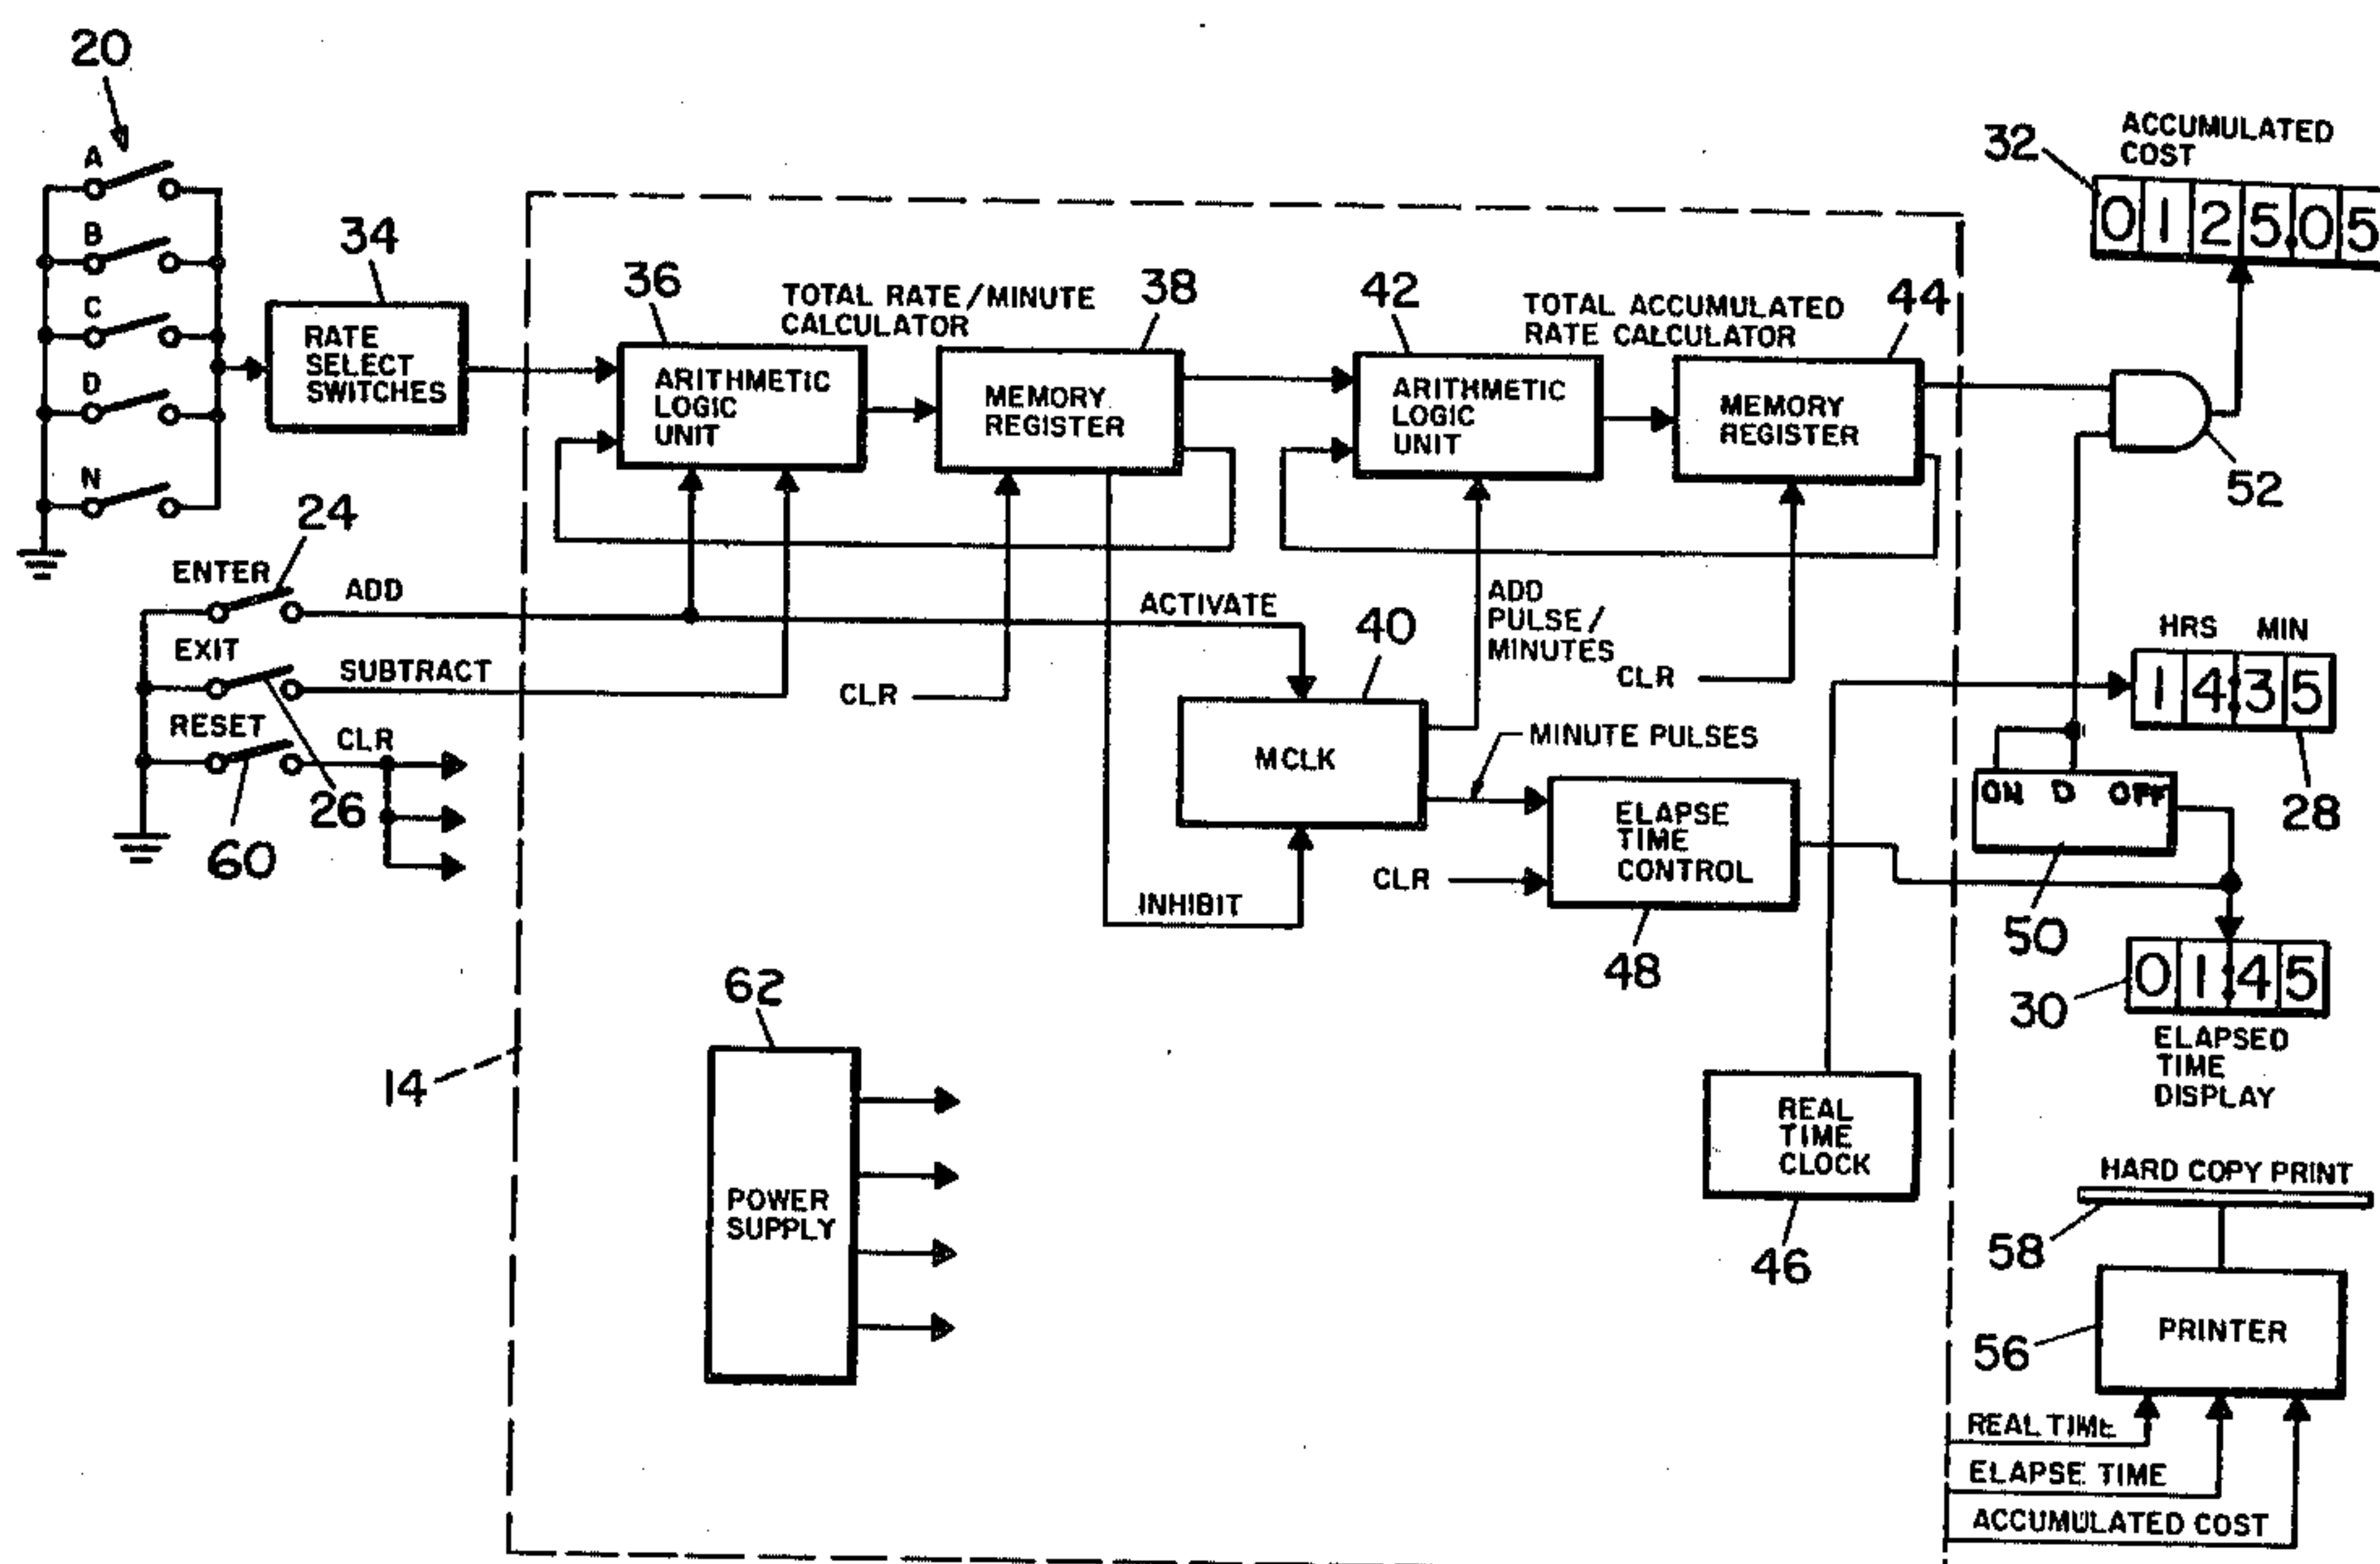 20
A
B
C
D
N
34
RATE
SELECT
SWITCHES
ENTER
24
ADD
EXIT
SUBTRACT
RESET
CLR
26
60
14
36
TOTAL RATE/MINUTE
CALCULATOR
38
ARITHMETIC
LOGIC
UNIT
MEMORY
REGISTER
42
TOTAL ACCUMULATED
RATE CALCULATOR
44
ARITHMETIC
LOGIC
UNIT
MEMORY
REGISTER
ACTIVATE
40
ADD
PULSE/
MINUTES
CLR
CLR
MCLK
MINUTE PULSES
INHIBIT
CLR
ELAPSE
TIME
CONTROL
48
62
POWER
SUPPLY
REAL
TIME
CLOCK
46
32
ACCUMULATED
COST
0125.05
52
HRS MIN
14:35
28
ON D OFF
50
01:45
30
ELAPSED
TIME
DISPLAY
HARD COPY PRINT
58
PRINTER
56
REAL TIME
ELAPSE TIME
ACCUMULATED COST